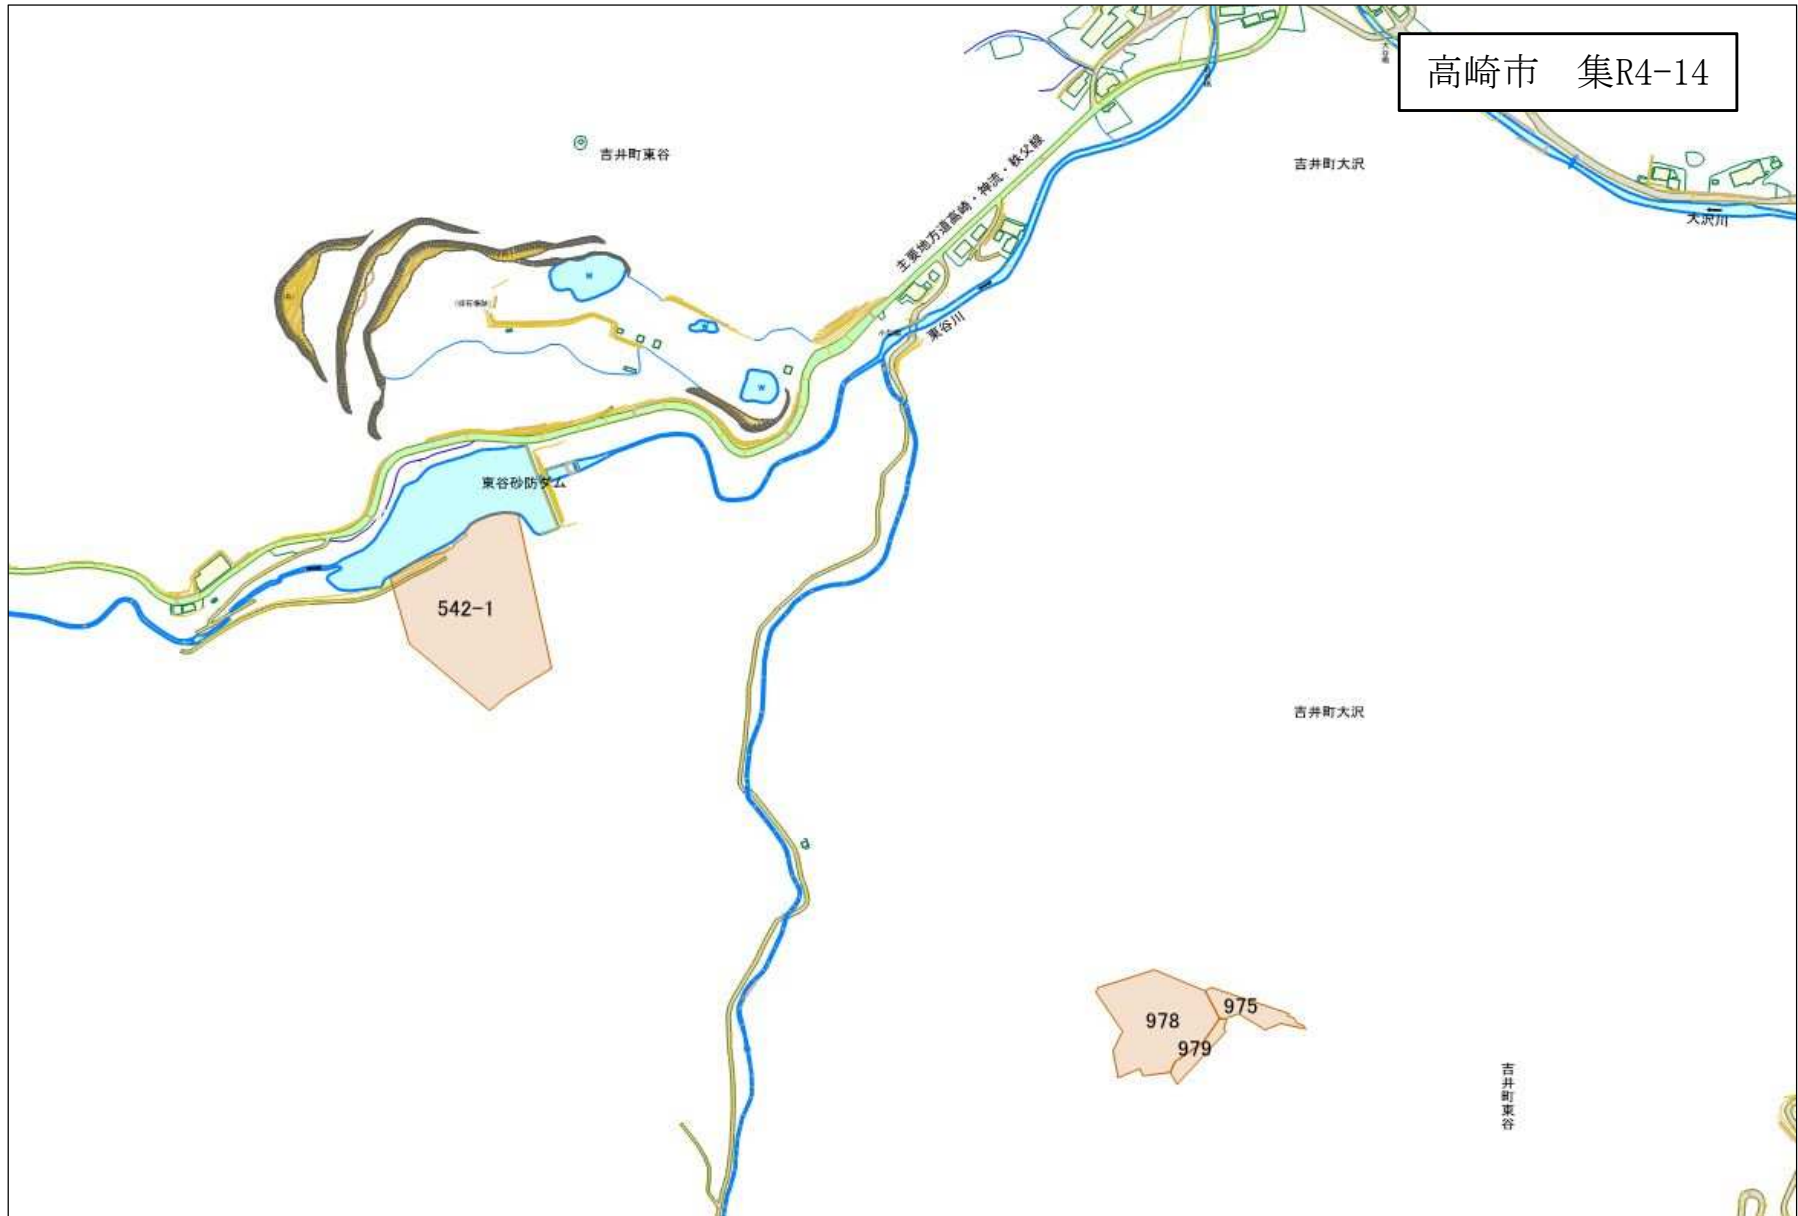 高崎市　集R4-14
吉井町東谷
吉井町大沢
主要地方道高崎・神流・秩父線
大沢川
東谷川
W
W
東谷砂防ダム
542-1
吉井町大沢
975
978
979
吉井町東谷